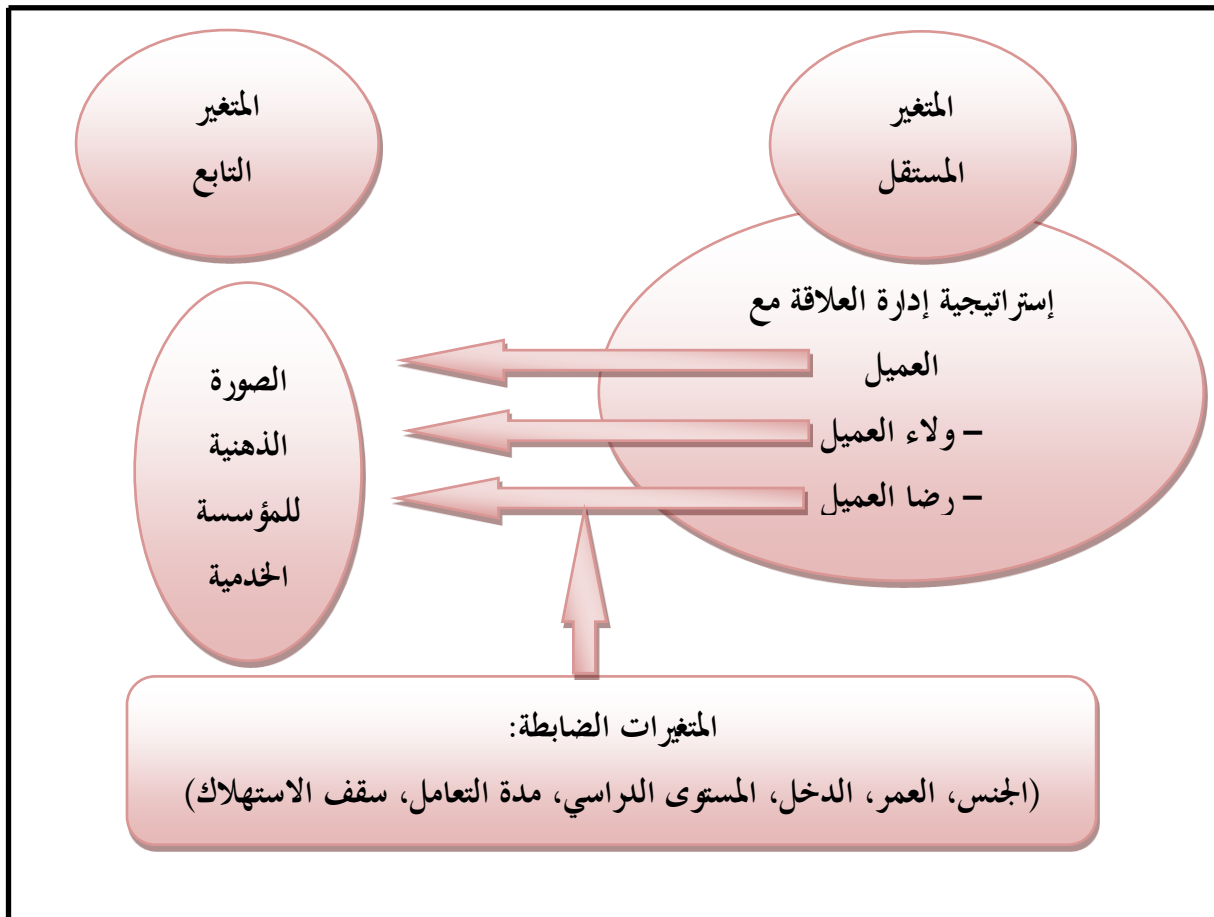 المتغير
المستقل
إستراتيجية إدارة العلاقة مع
العميل
– ولاء العميل
– رضا العميل
المتغير
التابع
الصورة
الذهنية
للمؤسسة
الخدمية
المتغيرات الضابطة:
(الجنس، العمر، الدخل، المستوى الدراسي، مدة التعامل، سقف الاستهلاك)